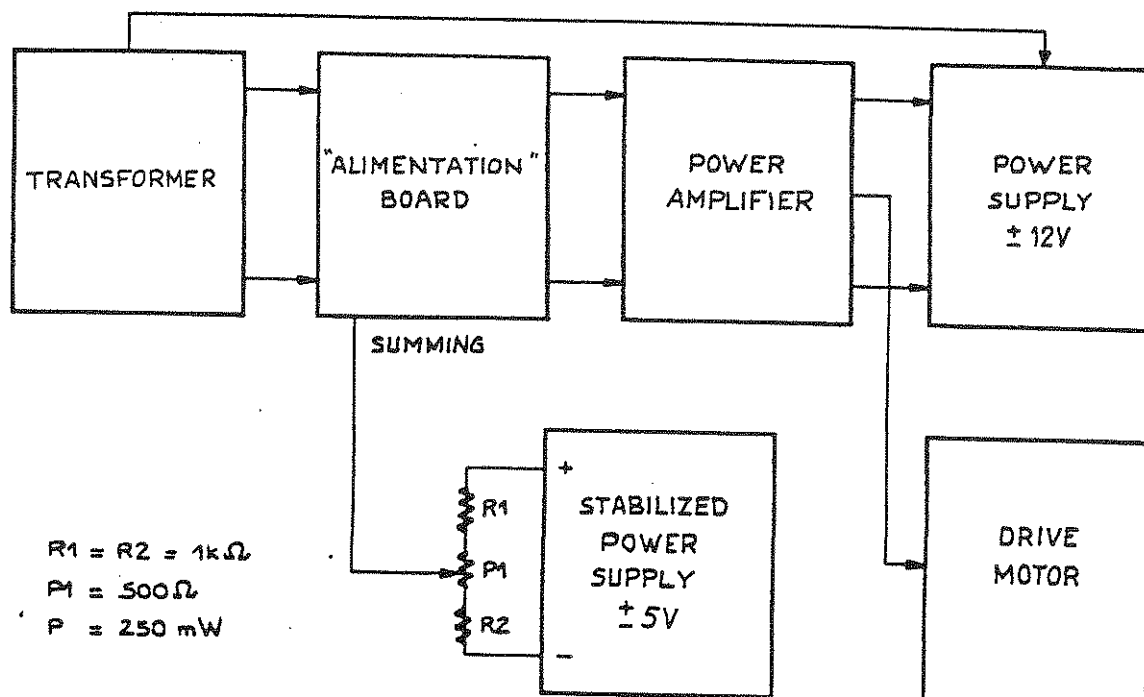 TRANSFORMER
"ALIMENTATION"
BOARD
POWER
AMPLIFIER
POWER
SUPPLY
± 12V
SUMMING
R1
P1
R2
+
−
STABILIZED
POWER
SUPPLY
± 5V
DRIVE
MOTOR
R1 = R2 = 1kΩ
P1 = 500Ω
P = 250 mW